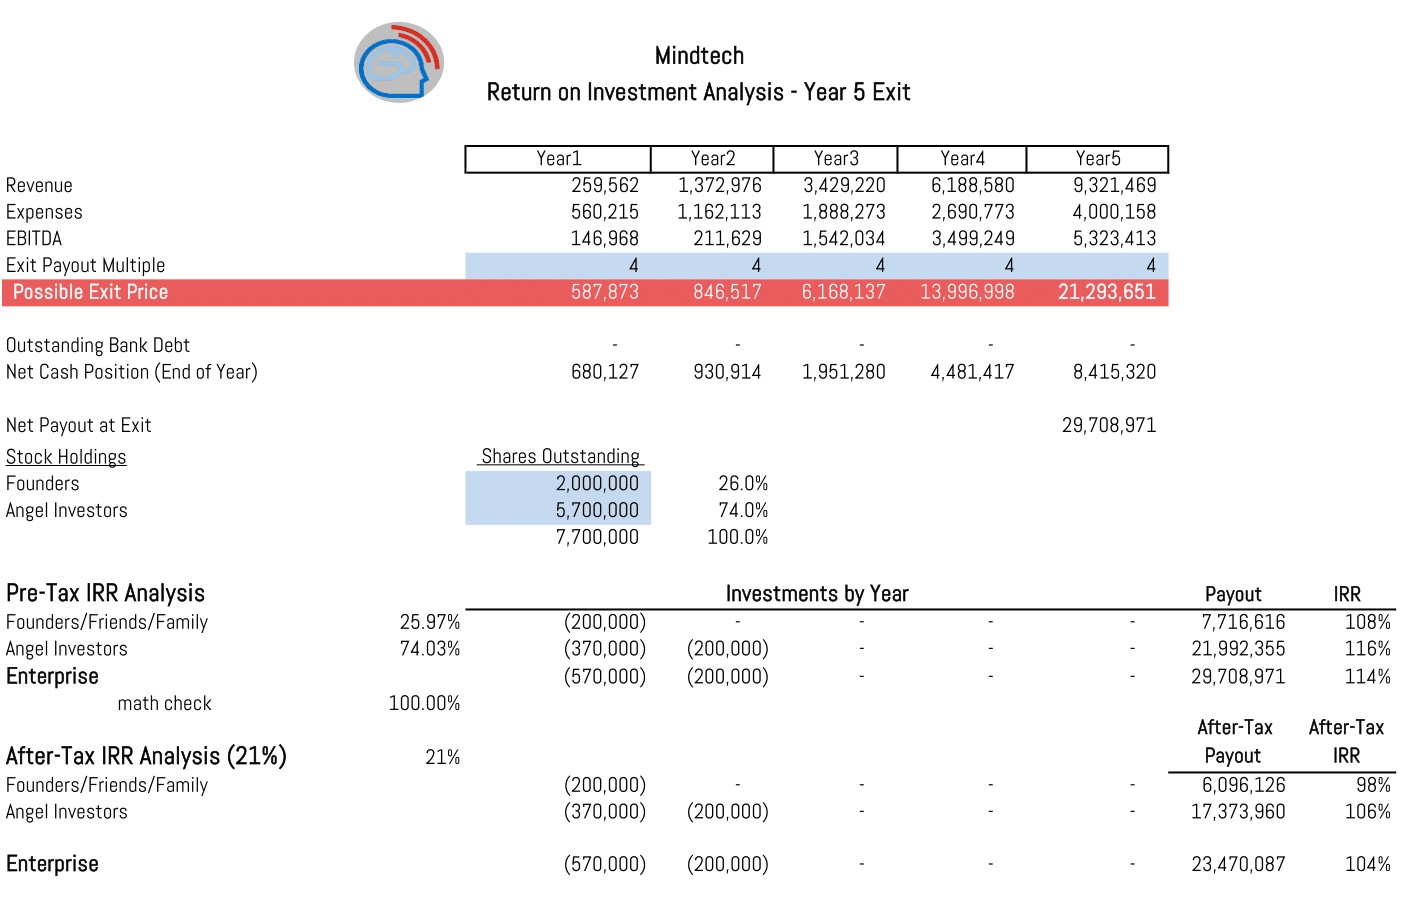 Mindtech
Return on Investment Analysis - Year 5 Exit
Year1 Year2 Year3 Year4 Year5
Revenue 259,562 1,372,976 3,429,220 6,188,580 9,321,469
Expenses 560,215 1,162,113 1,888,273 2,690,773 4,000,158
EBITDA 146,968 211,629 1,542,034 3,499,249 5,323,413
Exit Payout Multiple 4 4 4 4 4
Possible Exit Price 587,873 846,517 6,168,137 13,996,998 21,293,651
Outstanding Bank Debt - - - - -
Net Cash Position (End of Year) 680,127 930,914 1,951,280 4,481,417 8,415,320
Net Payout at Exit 29,708,971
Stock Holdings Shares Outstanding
Founders 2,000,000 26.0%
Angel Investors 5,700,000 74.0%
7,700,000 100.0%
Pre-Tax IRR Analysis Investments by Year Payout IRR
Founders/Friends/Family 25.97% (200,000) - - - - 7,716,616 108%
Angel Investors 74.03% (370,000) (200,000) - - - 21,992,355 116%
Enterprise (570,000) (200,000) - - - 29,708,971 114%
math check 100.00%
After-Tax After-Tax
After-Tax IRR Analysis (21%) 21% Payout IRR
Founders/Friends/Family (200,000) - - - - 6,096,126 98%
Angel Investors (370,000) (200,000) - - - 17,373,960 106%
Enterprise (570,000) (200,000) - - - 23,470,087 104%